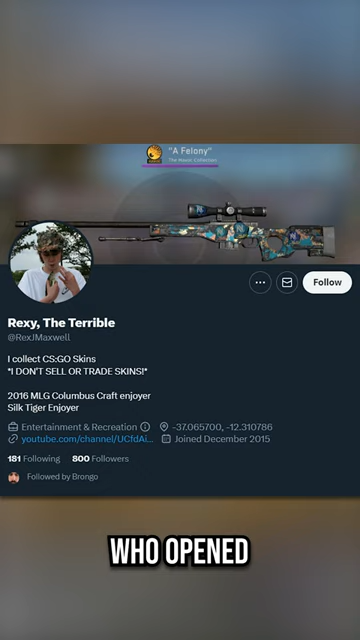 "A Felony"
The Havoc Collection
Follow
Rexy, The Terrible
@RexJMaxwell
I collect CS:GO Skins
*I DON'T SELL OR TRADE SKINS!*
2016 MLG Columbus Craft enjoyer
Silk Tiger Enjoyer
Entertainment & Recreation -37.065700, -12.310786
youtube.com/channel/UCfdAi... Joined December 2015
181 Following 800 Followers
Followed by Brongo
WHO OPENED